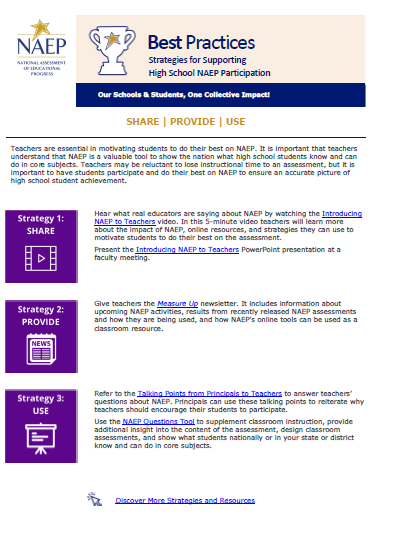 NAEP
NATIONAL ASSESSMENT
OF EDUCATIONAL
PROGRESS
Best Practices
Strategies for Supporting
High School NAEP Participation
Our Schools & Students, One Collective Impact!
SHARE | PROVIDE | USE
Teachers are essential in motivating students to do their best on NAEP. It is important that teachers
understand that NAEP is a valuable tool to show the nation what high school students know and can
do in core subjects. Teachers may be reluctant to lose instructional time to an assessment, but it is
important to have students participate and do their best on NAEP to ensure an accurate picture of
high school student achievement.
Strategy 1:
SHARE
Hear what real educators are saying about NAEP by watching the Introducing
NAEP to Teachers video. In this 5-minute video teachers will learn more
about the impact of NAEP, online resources, and strategies they can use to
motivate students to do their best on the assessment.
Present the Introducing NAEP to Teachers PowerPoint presentation at a
faculty meeting.
Strategy 2:
PROVIDE
NEWS
Give teachers the Measure Up newsletter. It includes information about
upcoming NAEP activities, results from recently released NAEP assessments
and how they are being used, and how NAEP's online tools can be used as a
classroom resource.
Strategy 3:
USE
Refer to the Talking Points from Principals to Teachers to answer teachers'
questions about NAEP. Principals can use these talking points to reiterate why
teachers should encourage their students to participate.
Use the NAEP Questions Tool to supplement classroom instruction, provide
additional insight into the content of the assessment, design classroom
assessments, and show what students nationally or in your state or district
know and can do in core subjects.
Discover More Strategies and Resources